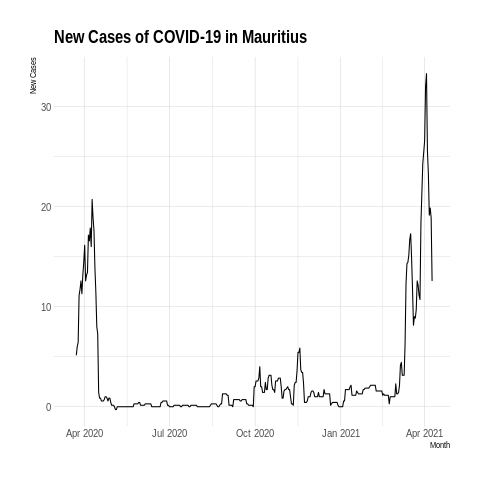 New Cases of COVID-19 in Mauritius
New Cases
30
20
10
0
Apr 2020 Jul 2020 Oct 2020 Jan 2021 Apr 2021
Month